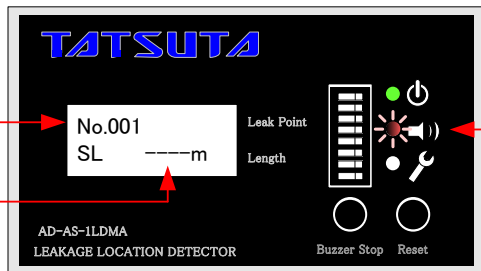 TATSUTA
No.001
SL ----m
Leak Point
Length
AD-AS-1LDMA
LEAKAGE LOCATION DETECTOR
Buzzer Stop Reset